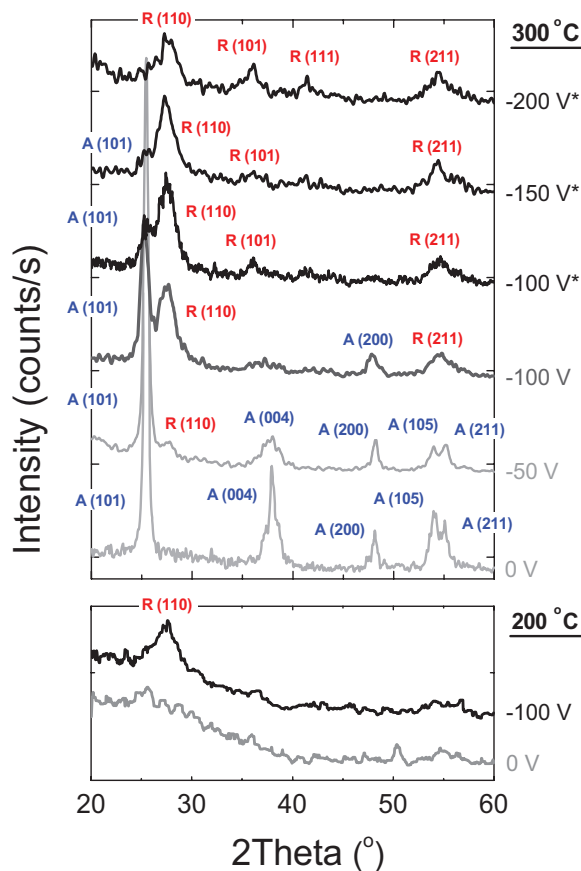 R (110)
300 °C
R (101)
R (111)
R (211)
-200 V*
A (101)
R (110)
R (101)
R (211)
-150 V*
A (101)
R (110)
R (101)
R (211)
-100 V*
A (101)
R (110)
A (200)
R (211)
-100 V
A (101)
R (110)
A (004)
A (200)
A (105)
A (211)
-50 V
A (101)
A (004)
A (200)
A (105)
A (211)
0 V
Intensity (counts/s)
R (110)
200 °C
-100 V
0 V
20 30 40 50 60
2Theta (°)